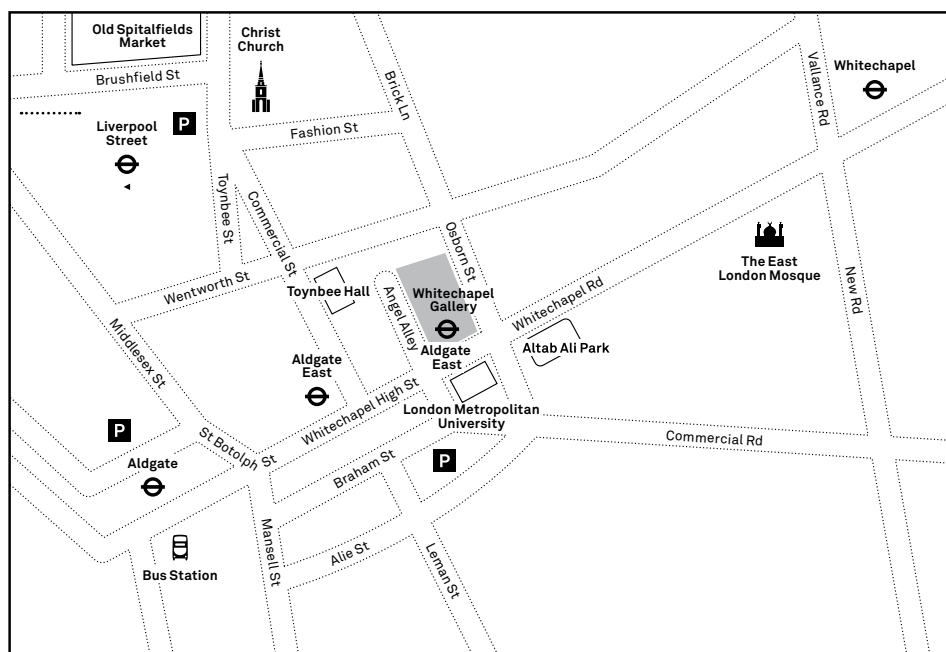 Old Spitalfields
Market
Christ
Church
Brushfield St
Brick Ln
Vallance Rd
Whitechapel
P
Liverpool
Street
Fashion St
Toynbee St
Commercial St
Osborn St
The East
London Mosque
Wentworth St
Toynbee Hall
Angel Alley
Whitechapel
Gallery
Whitechapel Rd
New Rd
Middlesex St
Aldgate
East
Aldgate
East
Altab Ali Park
Whitechapel High St
London Metropolitan
University
P
St Botolph St
Commercial Rd
Aldgate
Braham St
P
Mansell St
Alie St
Leman St
Bus Station